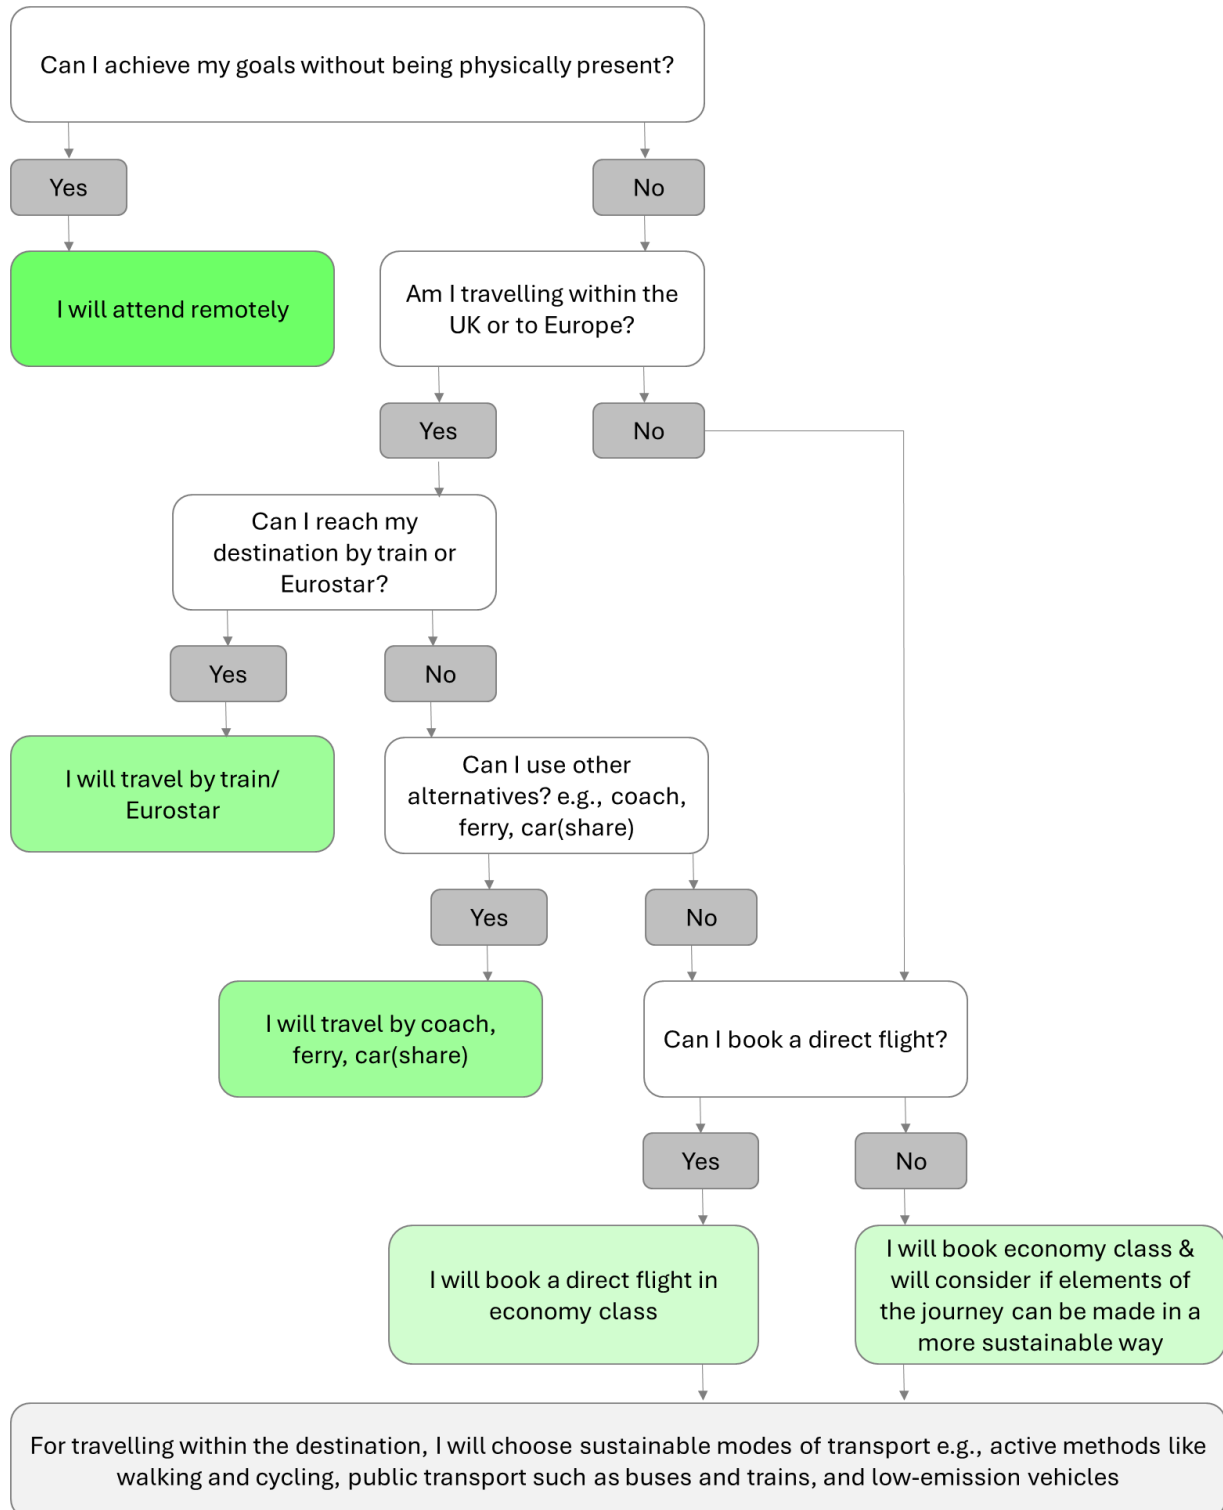 Can I achieve my goals without being physically present?
Yes
No
I will attend remotely
Am I travelling within the
UK or to Europe?
Yes
No
Can I reach my
destination by train or
Eurostar?
Yes
No
I will travel by train/
Eurostar
Can I use other
alternatives? e.g., coach,
ferry, car(share)
Yes
No
I will travel by coach,
ferry, car(share)
Can I book a direct flight?
Yes
No
I will book a direct flight in
economy class
I will book economy class &
will consider if elements of
the journey can be made in a
more sustainable way
For travelling within the destination, I will choose sustainable modes of transport e.g., active methods like
walking and cycling, public transport such as buses and trains, and low-emission vehicles